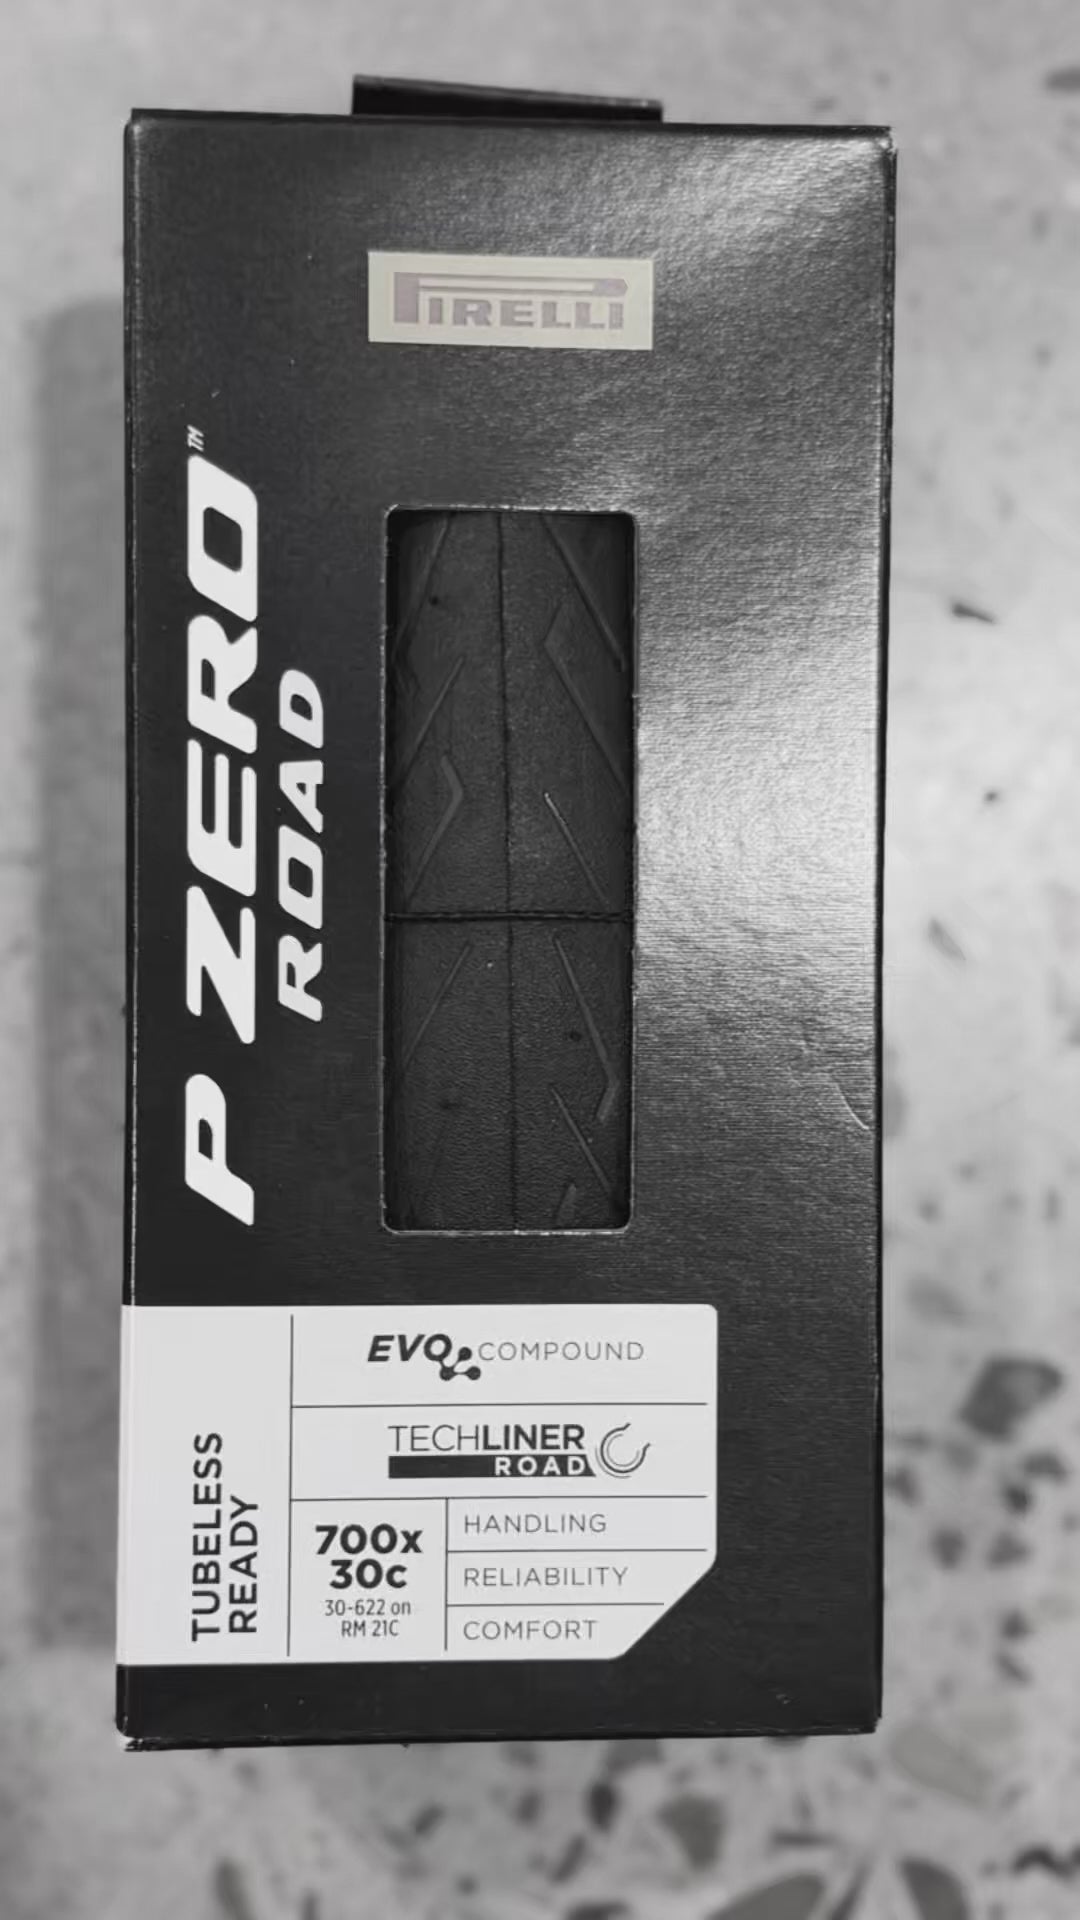 PIRELLI
P ZERO™
ROAD
TUBELESS
READY
EVO COMPOUND
TECHLINER
ROAD
700x
30c
30-622 on
RM 21C
HANDLING
RELIABILITY
COMFORT